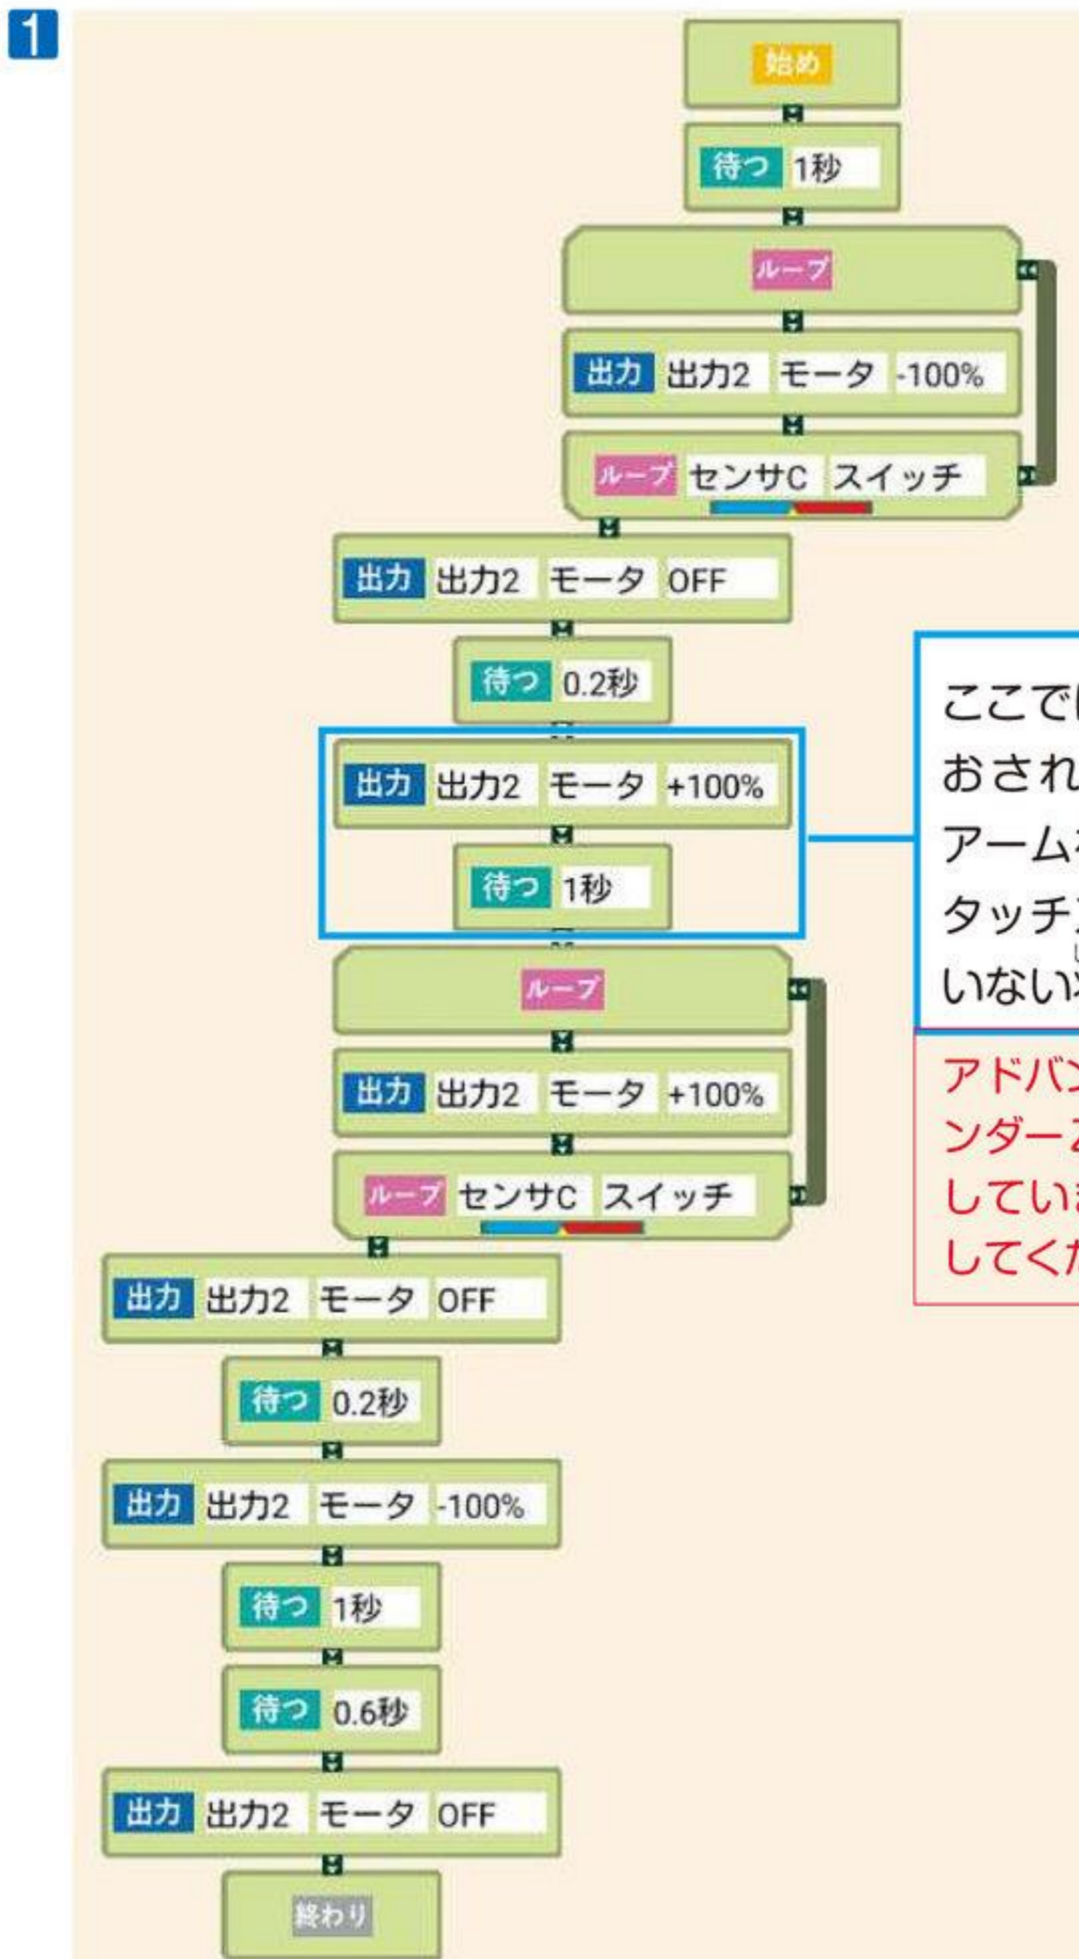 1
始め
待つ 1秒
ループ
出力 出力2 モータ -100%
ループ センサC スイッチ
出力 出力2 モータ OFF
待つ 0.2秒
出力 出力2 モータ +100%
待つ 1秒
ループ
出力 出力2 モータ +100%
ループ センサC スイッチ
出力 出力2 モータ OFF
待つ 0.2秒
出力 出力2 モータ -100%
待つ 1秒
待つ 0.6秒
出力 出力2 モータ OFF
終わり
ここで
おされ
アーム
タッチ
いない
アドバン
ンダー
してい
してく